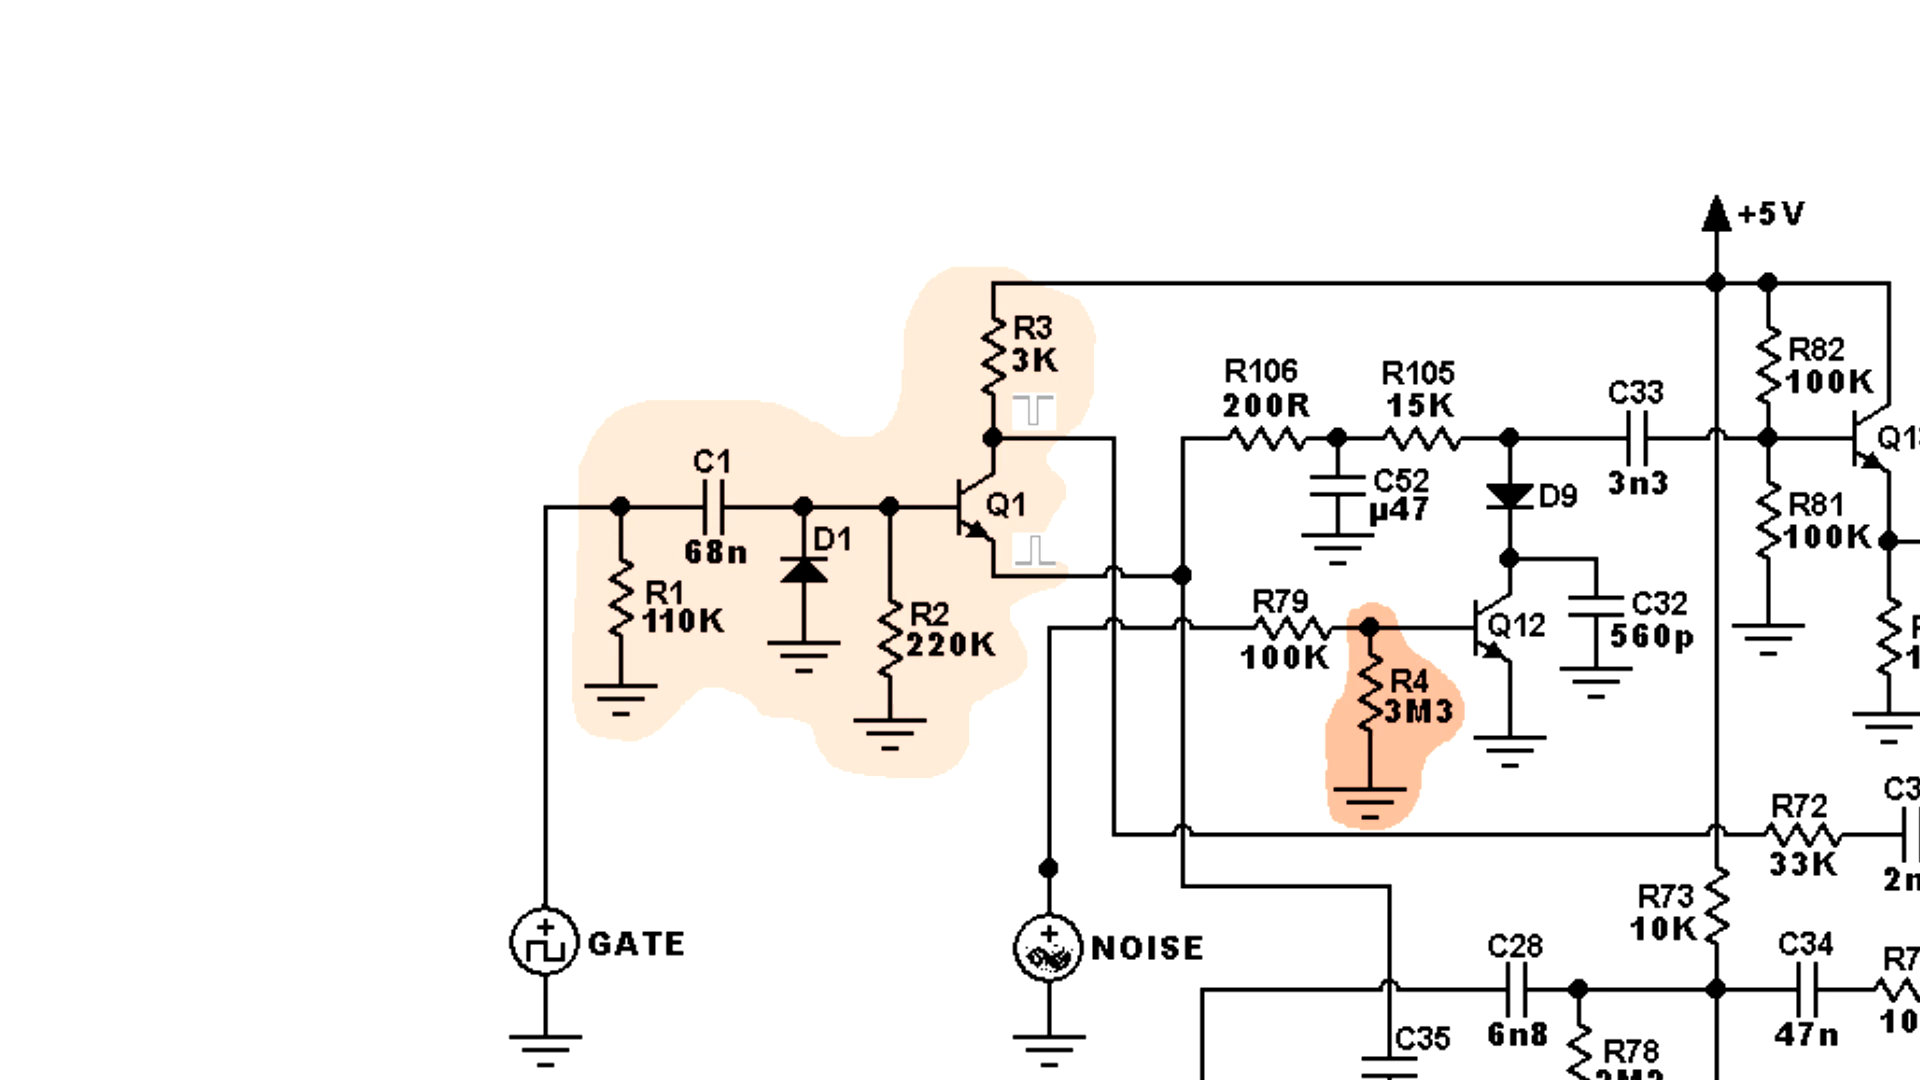 +5V
R3
3K
R82
100K
R106
200R
R105
15K
C33
3n3
C1
68n
Q1
C52
µ47
D9
R81
100K
D1
R1
110K
R2
220K
R79
100K
Q12
C32
560p
R4
3M3
R72
33K
R73
10K
GATE
NOISE
C28
6n8
C34
47n
C35
R78